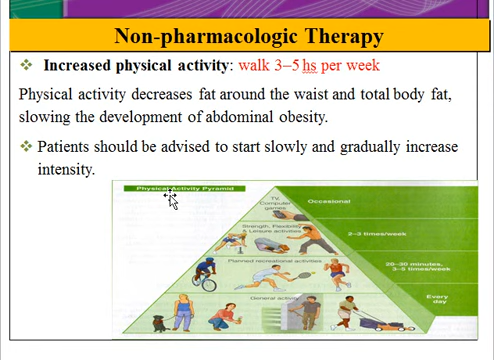 Non-pharmacologic Therapy
Increased physical activity: walk 3–5 hs per week
Physical activity decreases fat around the waist and total body fat,
slowing the development of abdominal obesity.
Patients should be advised to start slowly and gradually increase
intensity.
Physical Activity Pyramid
TV,
Computer
games
Occasional
Strength, Flexibility
& Leisure activities
2–3 times/week
Planned recreational activities
20–30 minutes,
3–5 times/week
General activity
Every
day